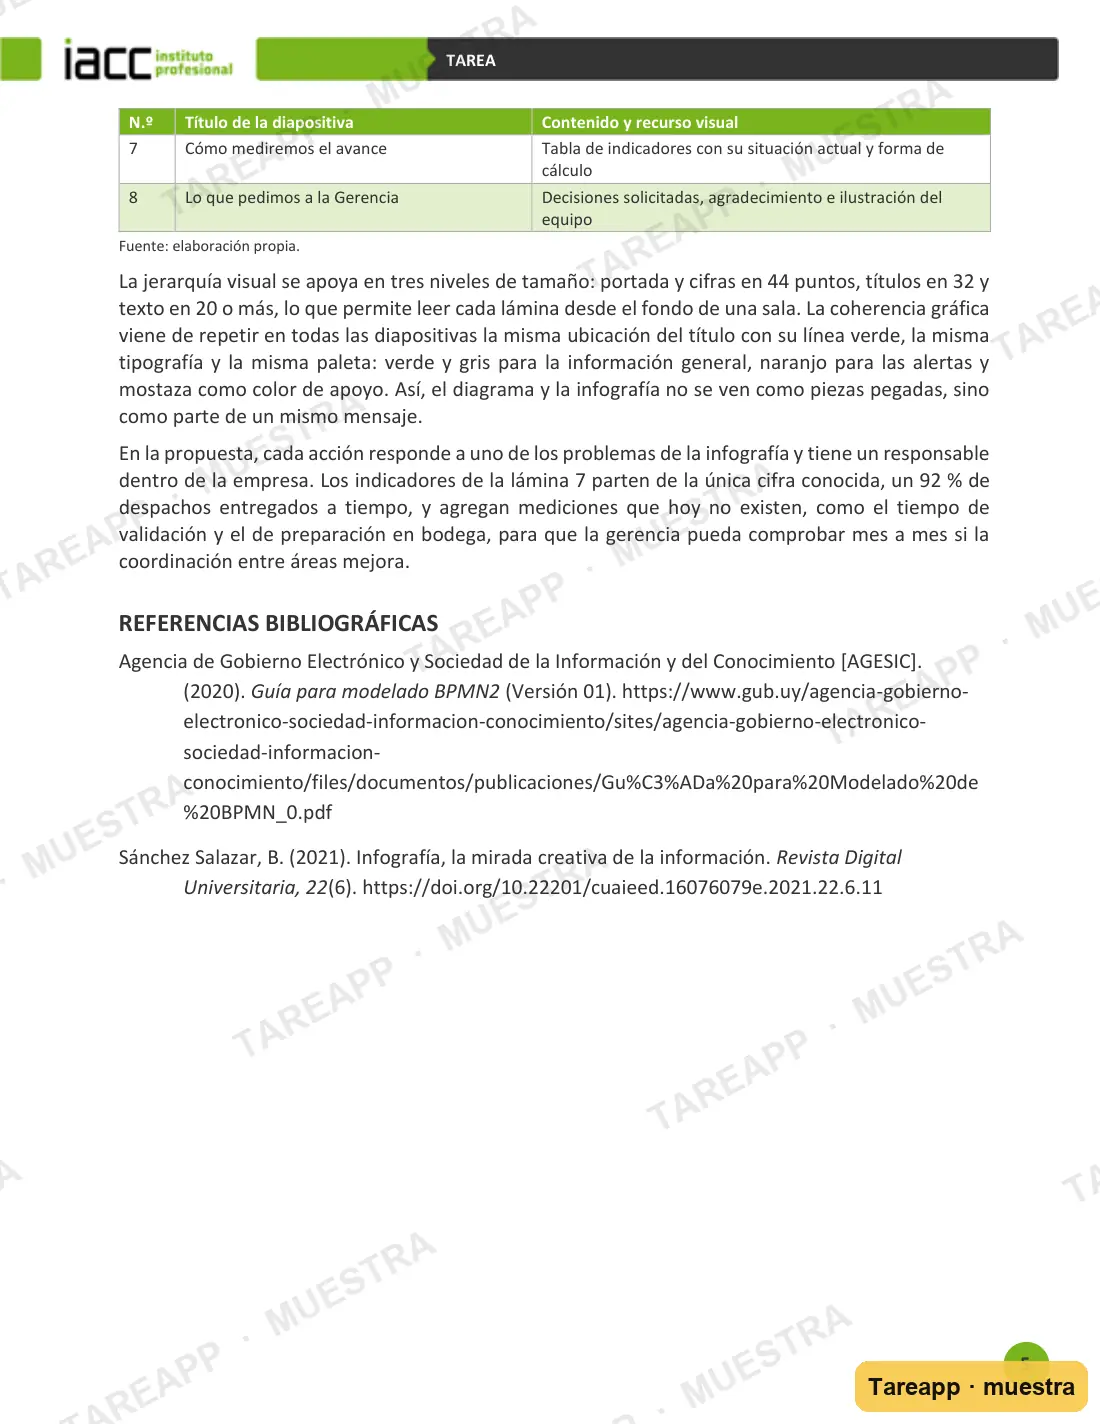 iacc instituto profesional
TAREA
N.º Título de la diapositiva Contenido y recurso visual
7 Cómo mediremos el avance Tabla de indicadores con su situación actual y forma de
cálculo
8 Lo que pedimos a la Gerencia Decisiones solicitadas, agradecimiento e ilustración del
equipo
Fuente: elaboración propia.
La jerarquía visual se apoya en tres niveles de tamaño: portada y cifras en 44 puntos, títulos en 32 y
texto en 20 o más, lo que permite leer cada lámina desde el fondo de una sala. La coherencia gráfica
viene de repetir en todas las diapositivas la misma ubicación del título con su línea verde, la misma
tipografía y la misma paleta: verde y gris para la información general, naranjo para las alertas y
mostaza como color de apoyo. Así, el diagrama y la infografía no se ven como piezas pegadas, sino
como parte de un mismo mensaje.
En la propuesta, cada acción responde a uno de los problemas de la infografía y tiene un responsable
dentro de la empresa. Los indicadores de la lámina 7 parten de la única cifra conocida, un 92 % de
despachos entregados a tiempo, y agregan mediciones que hoy no existen, como el tiempo de
validación y el de preparación en bodega, para que la gerencia pueda comprobar mes a mes si la
coordinación entre áreas mejora.
REFERENCIAS BIBLIOGRÁFICAS
Agencia de Gobierno Electrónico y Sociedad de la Información y del Conocimiento [AGESIC].
(2020). Guía para modelado BPMN2 (Versión 01). https://www.gub.uy/agencia-gobierno-
electronico-sociedad-informacion-conocimiento/sites/agencia-gobierno-electronico-
sociedad-informacion-
conocimiento/files/documentos/publicaciones/Gu%C3%ADa%20para%20Modelado%20de
%20BPMN_0.pdf
Sánchez Salazar, B. (2021). Infografía, la mirada creativa de la información. Revista Digital
Universitaria, 22(6). https://doi.org/10.22201/cuaieed.16076079e.2021.22.6.11
TAREAPP · MUESTRA
Tareapp · muestra